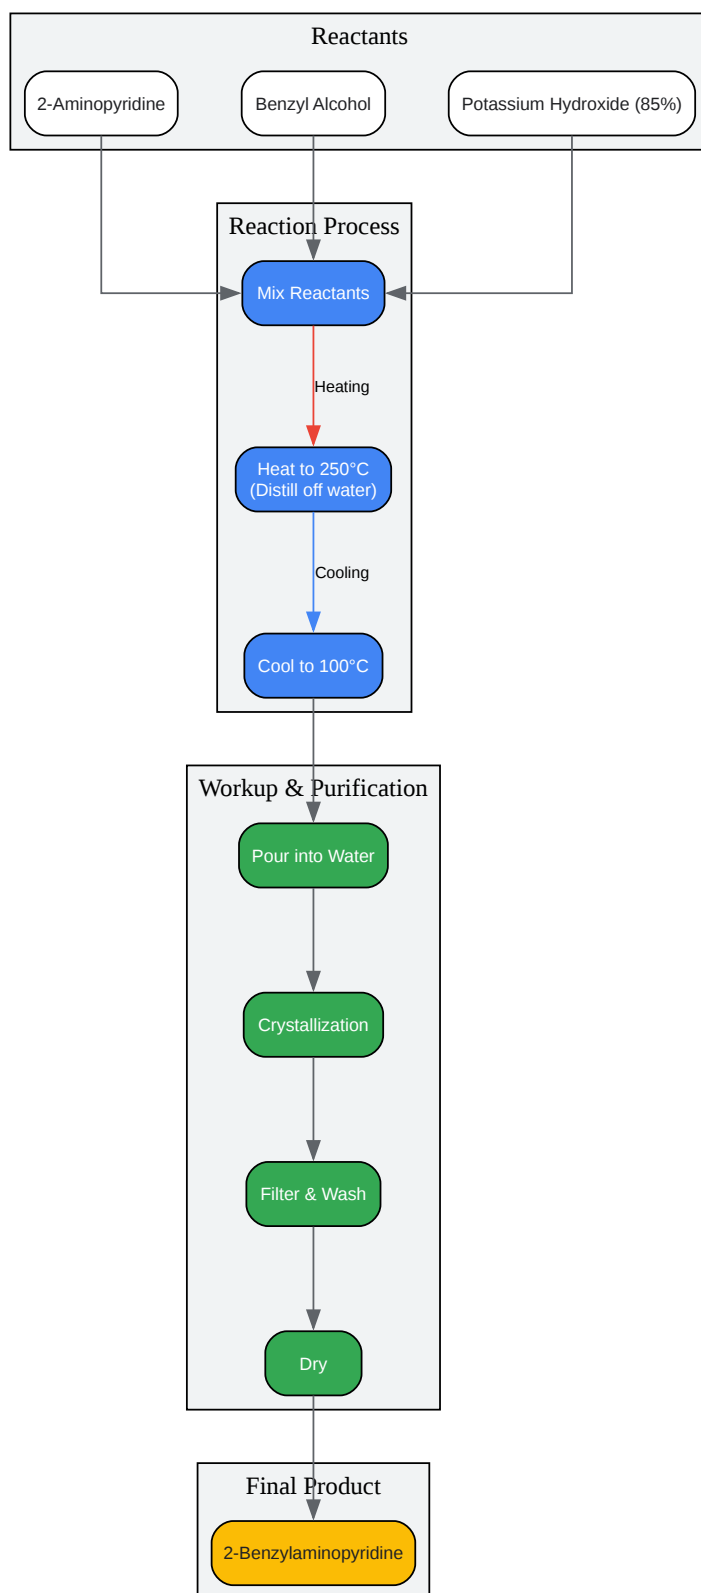 Reactants
2-Aminopyridine
Benzyl Alcohol
Potassium Hydroxide (85%)
Reaction Process
Mix Reactants
Heating
Heat to 250°C
(Distill off water)
Cooling
Cool to 100°C
Workup & Purification
Pour into Water
Crystallization
Filter & Wash
Dry
Final Product
2-Benzylaminopyridine